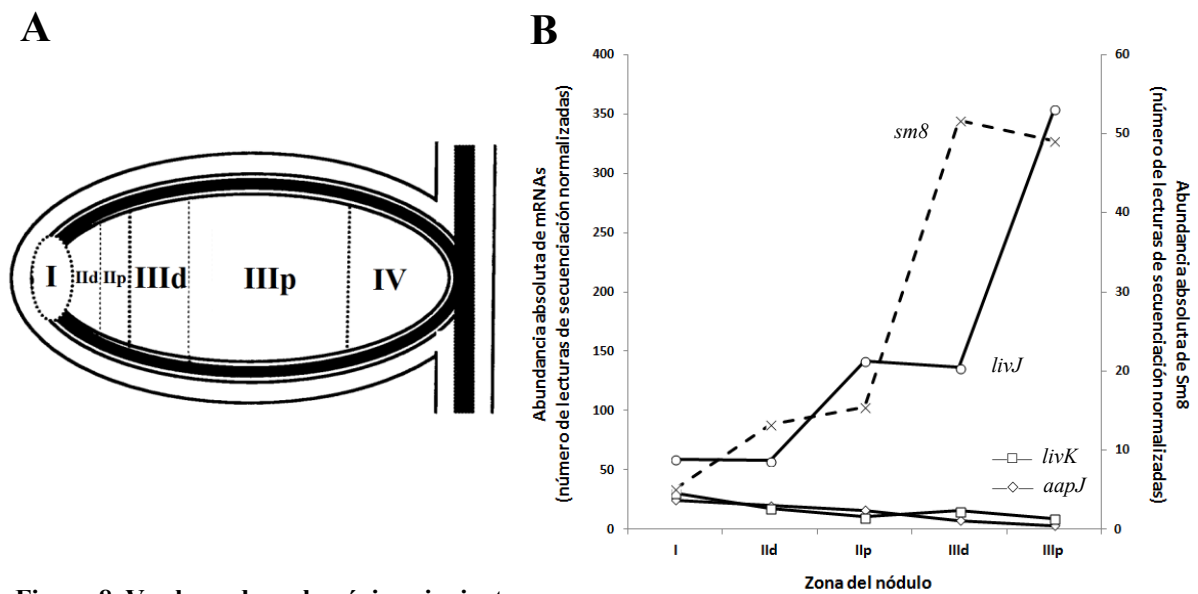 A
I
IId
IIp
IIId
IIIp
IV
B
Abundancia absoluta de mRNAs
(número de lecturas de secuenciación normalizadas)
400
350
300
250
200
150
100
50
0
sm8
livJ
livK
aapJ
60
50
40
30
20
10
0
Abundancia absoluta de Sm8
(número de lecturas de secuenciación normalizadas)
I
IId
IIp
IIId
IIIp
Zona del nódulo